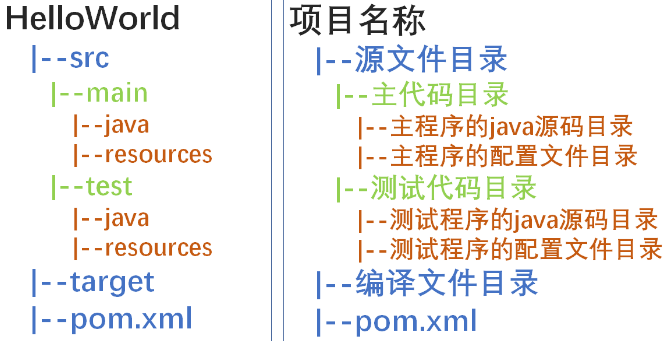 HelloWorld
|--src
|--main
|--java
|--resources
|--test
|--java
|--resources
|--target
|--pom.xml
项目名称
|--源文件目录
|--主代码目录
|--主程序的java源码目录
|--主程序的配置文件目录
|--测试代码目录
|--测试程序的java源码目录
|--测试程序的配置文件目录
|--编译文件目录
|--pom.xml